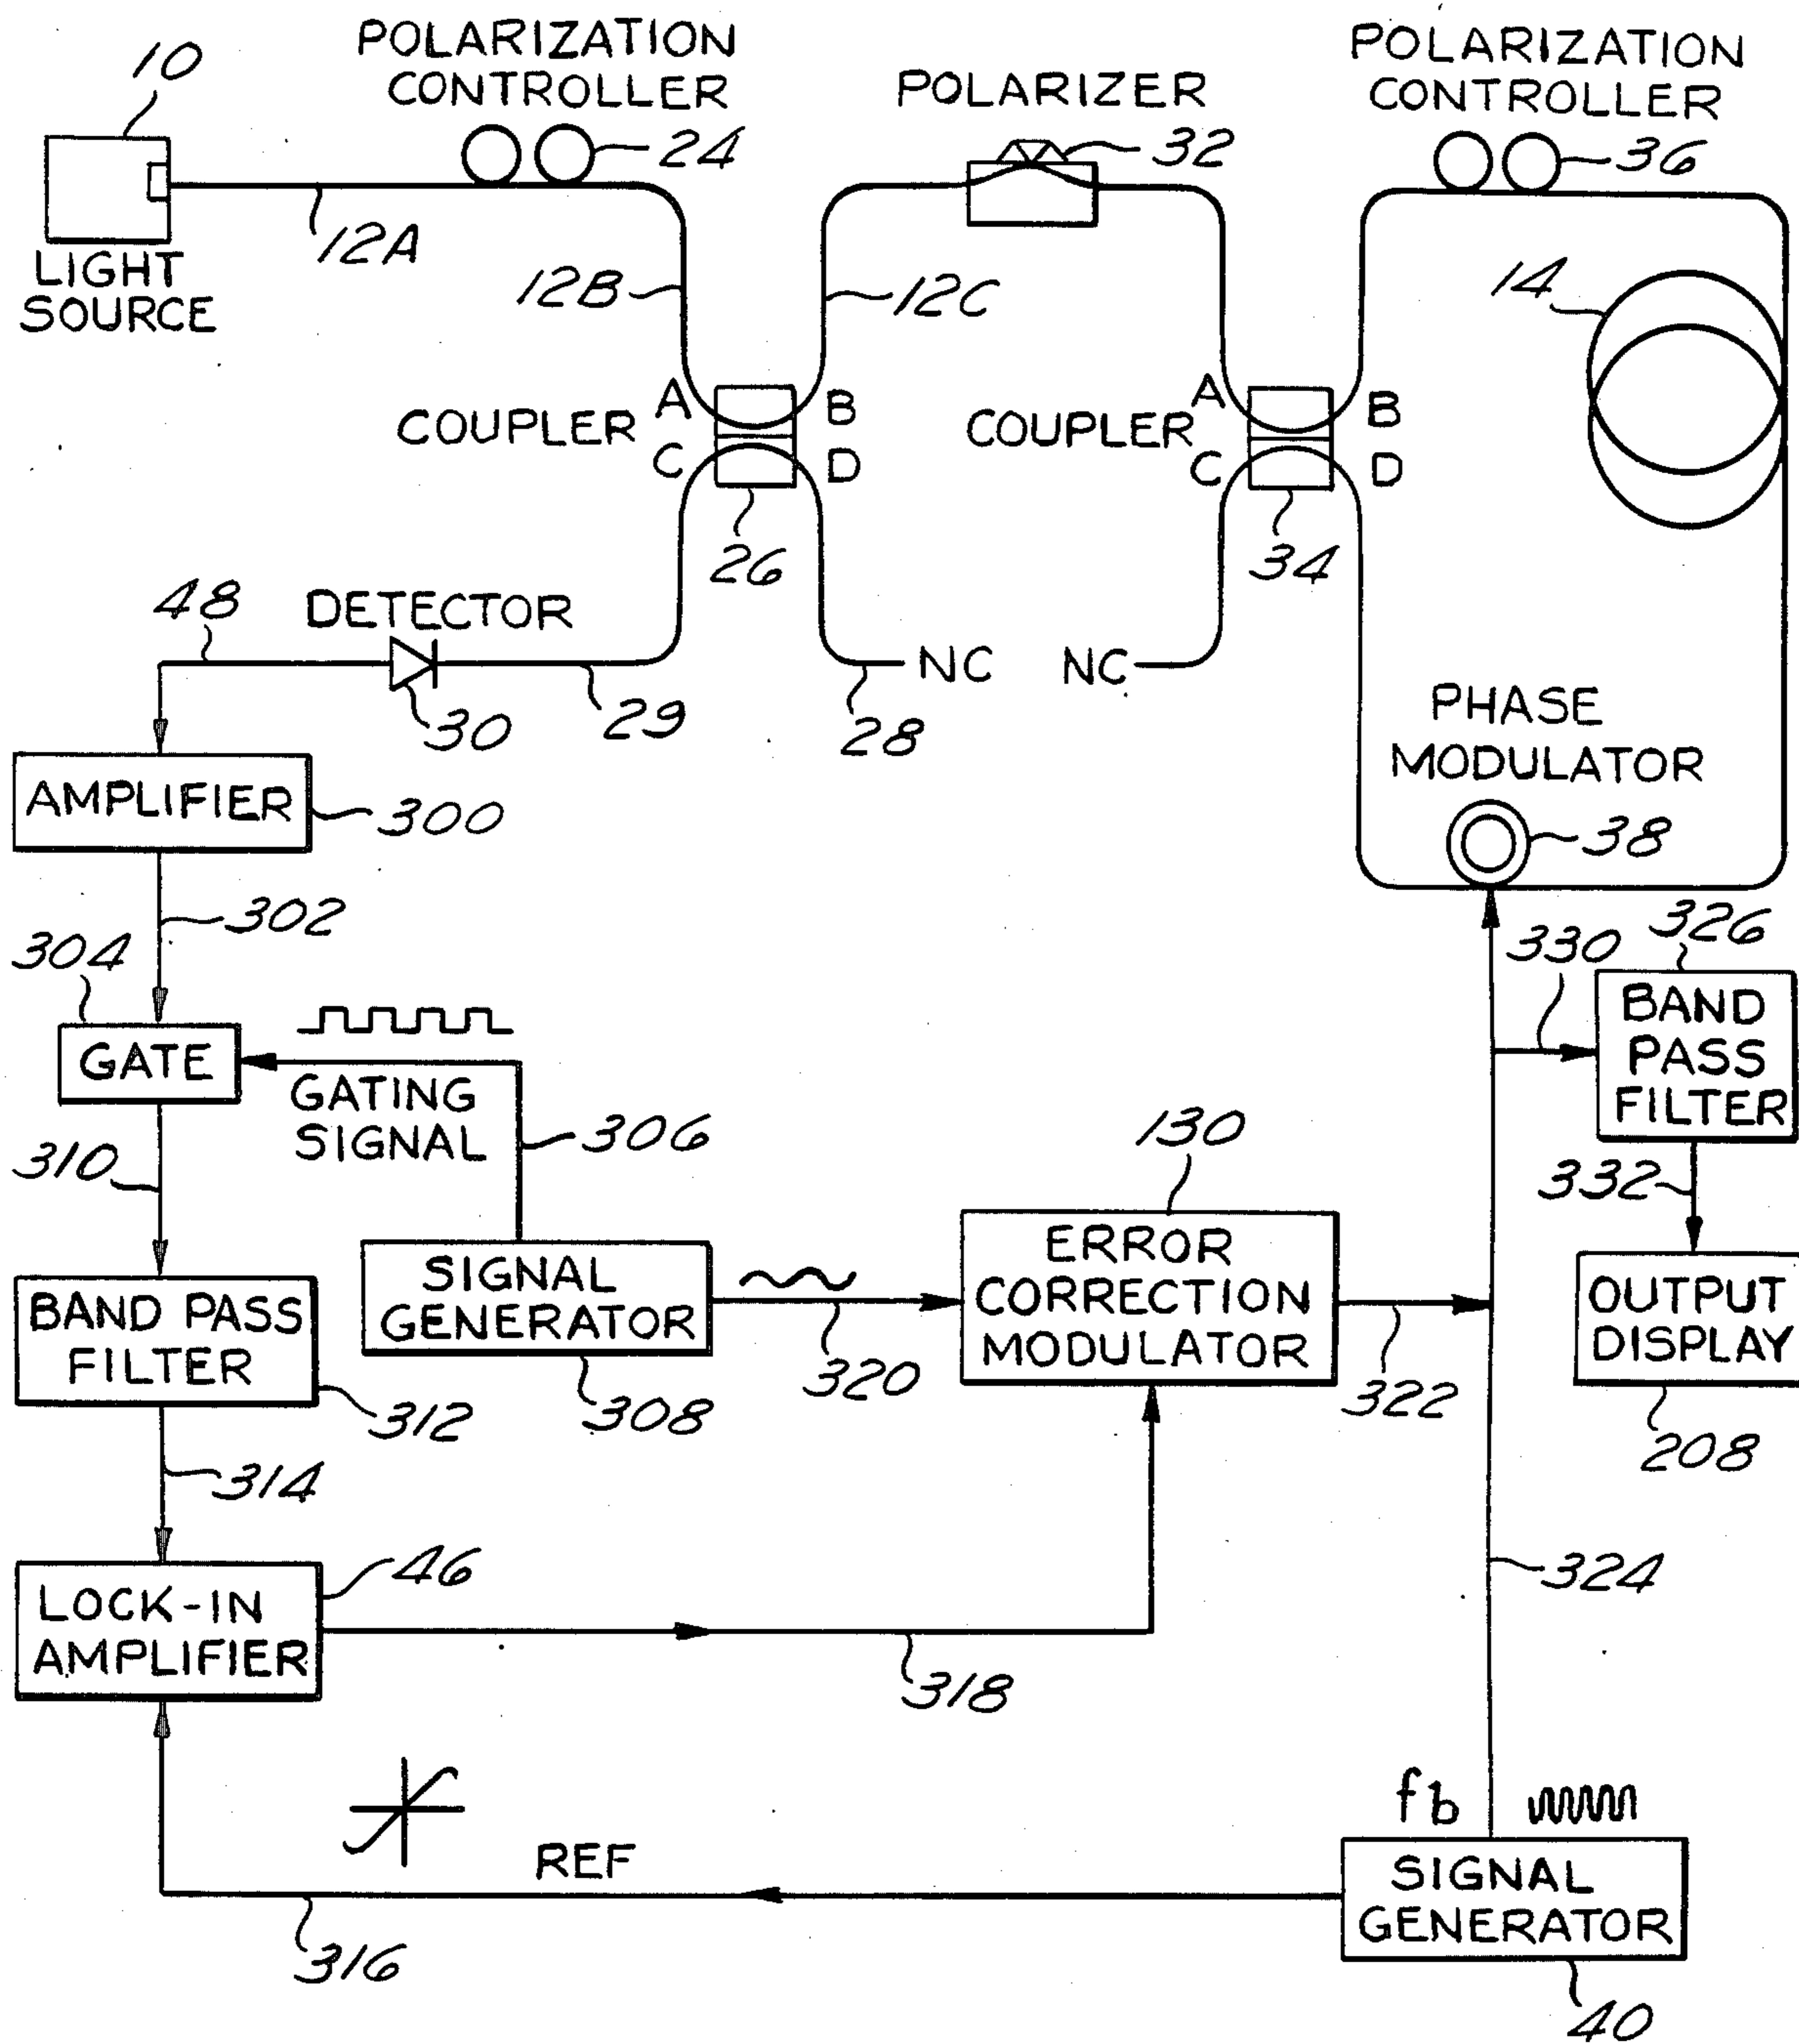 10
POLARIZATION
CONTROLLER
24
POLARIZER
32
POLARIZATION
CONTROLLER
36
LIGHT
SOURCE
12A
12B
12C
14
COUPLER
A
B
C
D
26
COUPLER
A
B
C
D
34
48
DETECTOR
30
29
NC
28
NC
PHASE
MODULATOR
38
AMPLIFIER
300
302
304
GATE
GATING
SIGNAL
306
310
326
330
BAND
PASS
FILTER
332
OUTPUT
DISPLAY
208
130
ERROR
CORRECTION
MODULATOR
SIGNAL
GENERATOR
308
320
322
BAND PASS
FILTER
312
314
46
LOCK-IN
AMPLIFIER
318
324
REF
316
fb
SIGNAL
GENERATOR
40